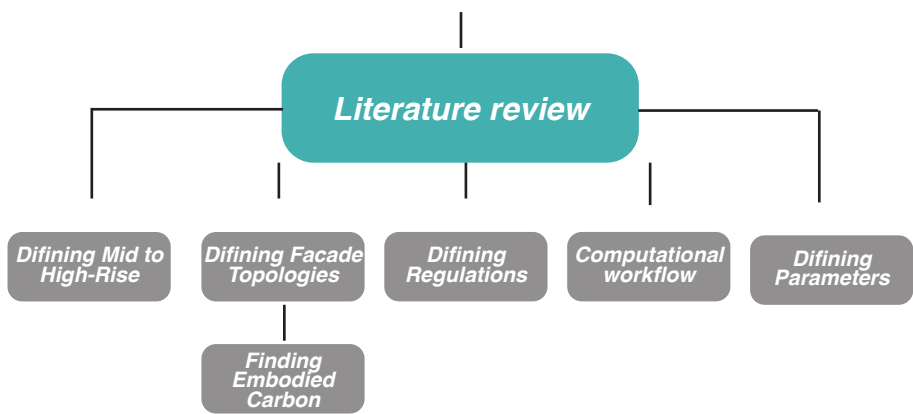 Literature review
Difining Mid to
High-Rise
Difining Facade
Topologies
Difining
Regulations
Computational
workflow
Difining
Parameters
Finding
Embodied
Carbon